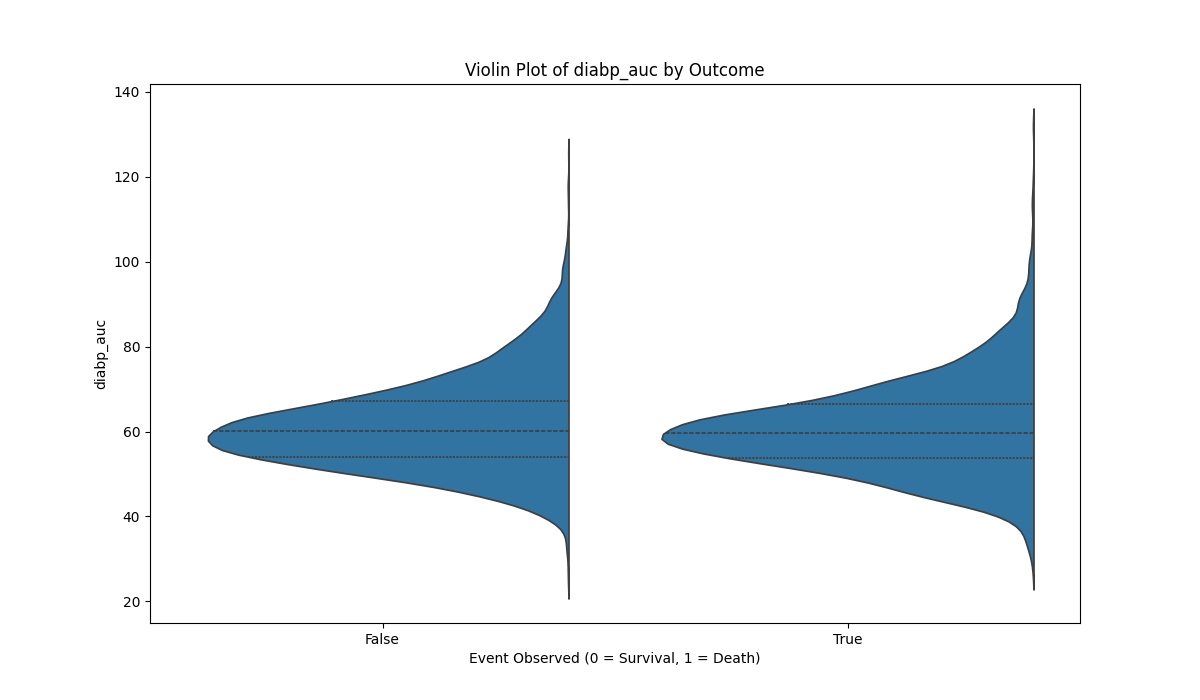 Violin Plot of diabp_auc by Outcome
140
120
100
80
60
40
20
diabp_auc
False
True
Event Observed (0 = Survival, 1 = Death)